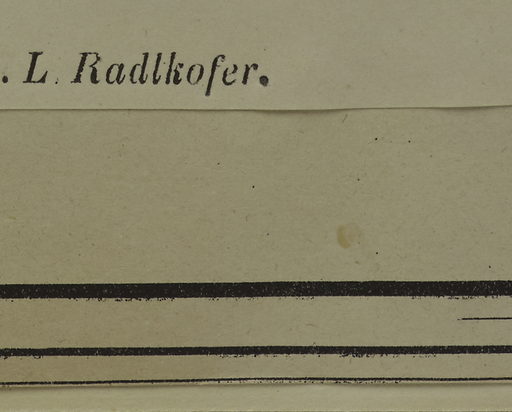 . L. Radlkofer.